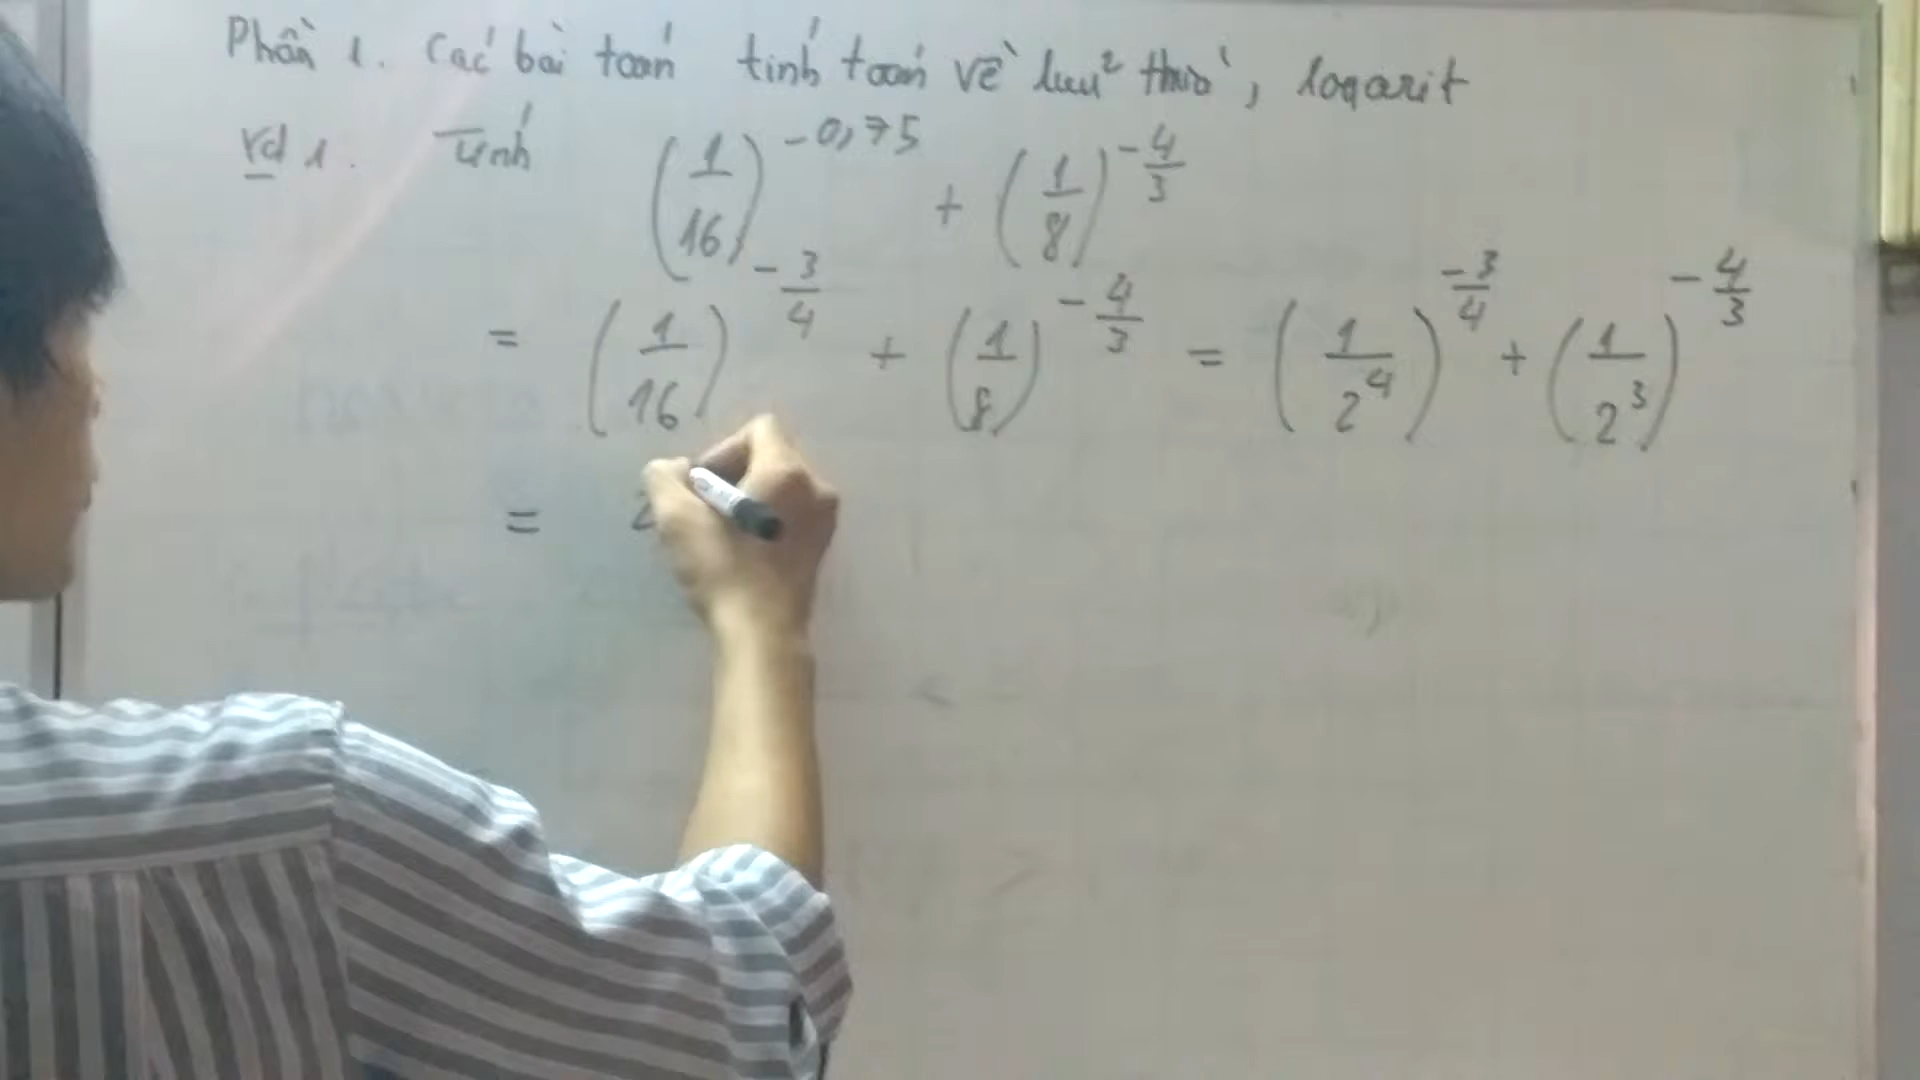 Phần 1. Các bài toán tính toán về luỹ thừa, logarit
Vd 1. Tính (1/16)^(-0,75) + (1/8)^(-4/3)
= (1/16)^(-3/4) + (1/8)^(-4/3) = (1/2^4)^(-3/4) + (1/2^3)^(-4/3)
= 2